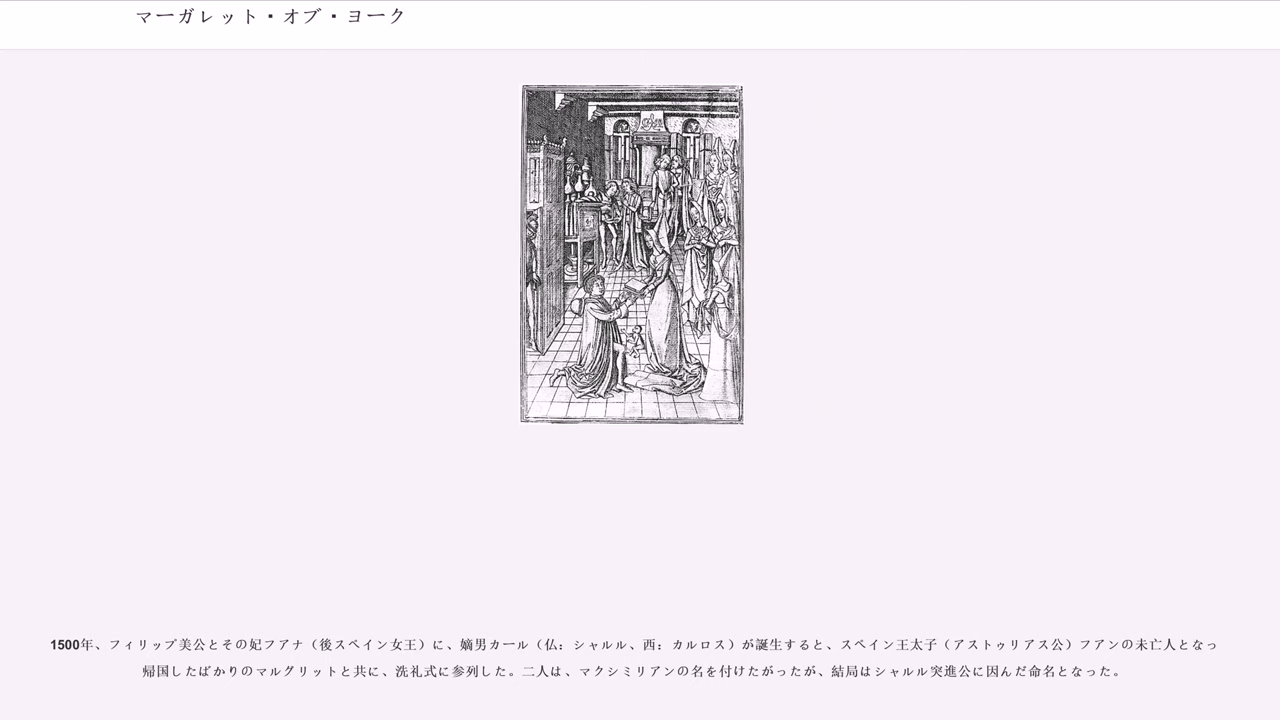 マーガレット・オブ・ヨーク
1500年、フィリップ美公とその妃フアナ（後スペイン女王）に、嫡男カール（仏：シャルル、西：カルロス）が誕生すると、スペイン王太子（アストゥリアス公）フアンの未亡人となっ
帰国したばかりのマルグリットと共に、洗礼式に参列した。二人は、マクシミリアンの名を付けたがったが、結局はシャルル突進公に因んだ命名となった。